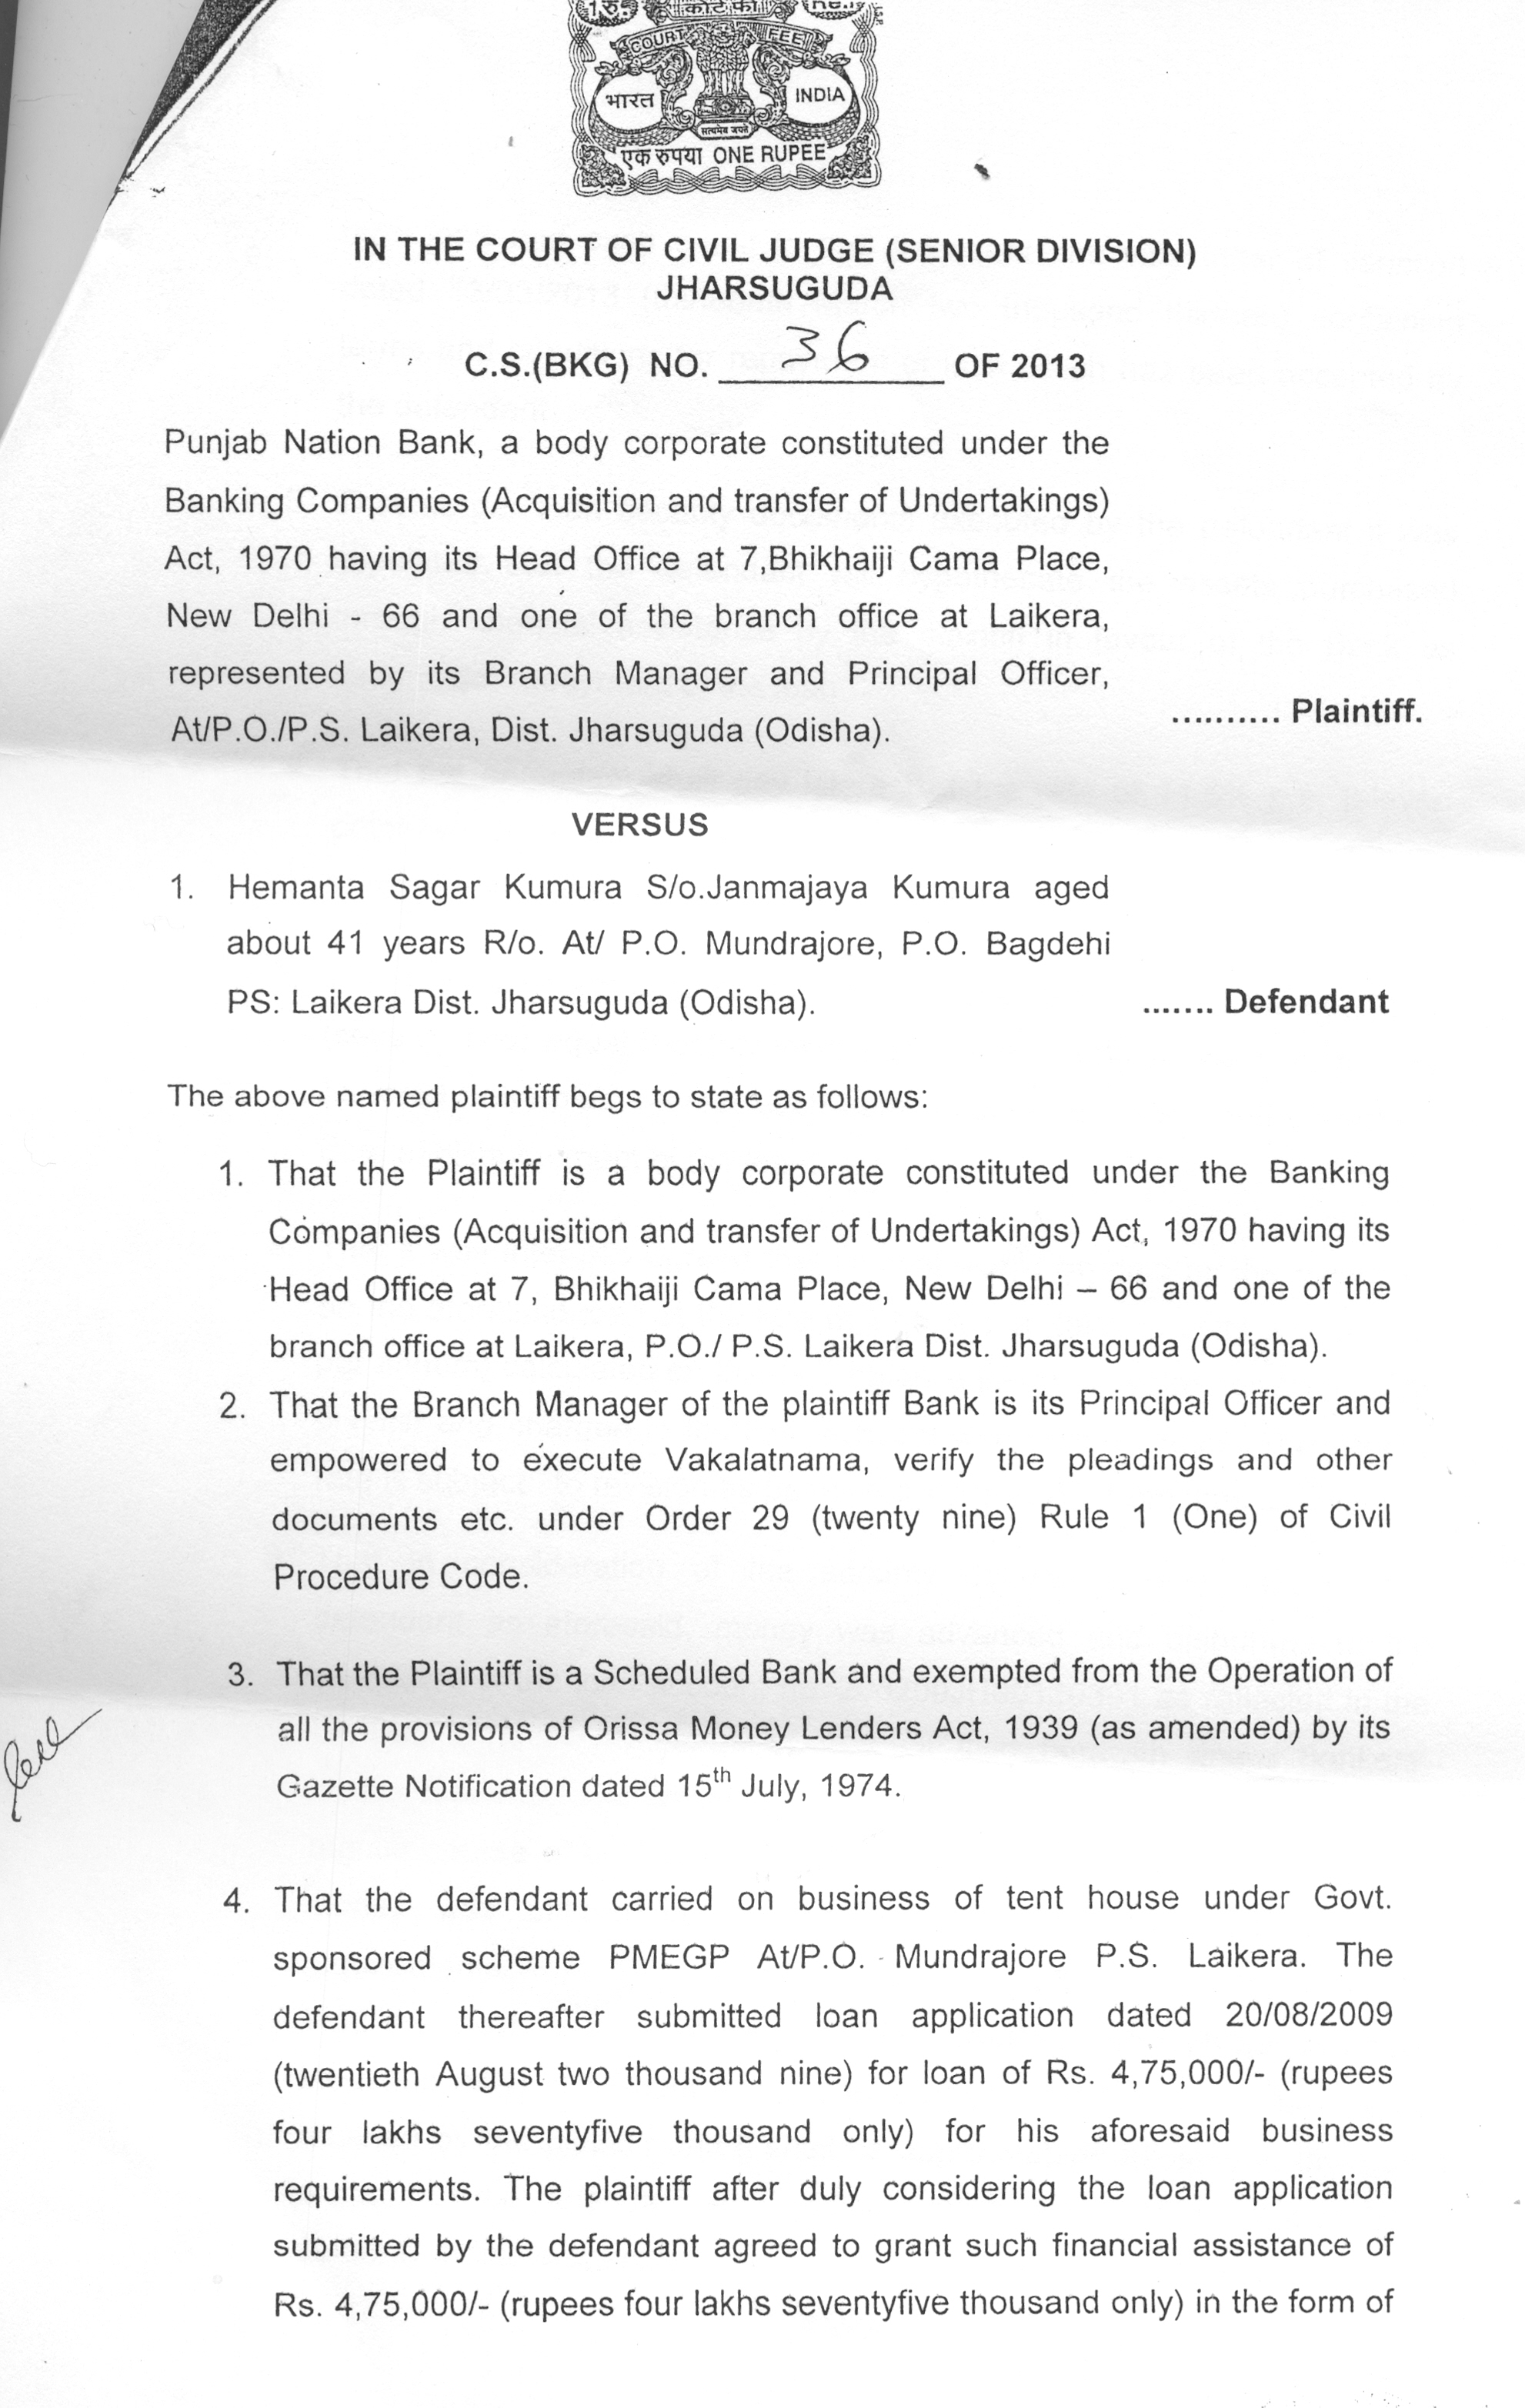 1रु. कोर्ट फी Re.1
COURT FEE
भारत INDIA
सत्यमेव जयते
एक रुपया ONE RUPEE
IN THE COURT OF CIVIL JUDGE (SENIOR DIVISION)
JHARSUGUDA
C.S.(BKG) NO. 36 OF 2013
Punjab Nation Bank, a body corporate constituted under the
Banking Companies (Acquisition and transfer of Undertakings)
Act, 1970 having its Head Office at 7,Bhikhaiji Cama Place,
New Delhi - 66 and one of the branch office at Laikera,
represented by its Branch Manager and Principal Officer,
At/P.O./P.S. Laikera, Dist. Jharsuguda (Odisha).
.......... Plaintiff.
VERSUS
1. Hemanta Sagar Kumura S/o.Janmajaya Kumura aged
about 41 years R/o. At/ P.O. Mundrajore, P.O. Bagdehi
PS: Laikera Dist. Jharsuguda (Odisha). ....... Defendant
The above named plaintiff begs to state as follows:
1. That the Plaintiff is a body corporate constituted under the Banking
Companies (Acquisition and transfer of Undertakings) Act, 1970 having its
Head Office at 7, Bhikhaiji Cama Place, New Delhi – 66 and one of the
branch office at Laikera, P.O./ P.S. Laikera Dist. Jharsuguda (Odisha).
2. That the Branch Manager of the plaintiff Bank is its Principal Officer and
empowered to execute Vakalatnama, verify the pleadings and other
documents etc. under Order 29 (twenty nine) Rule 1 (One) of Civil
Procedure Code.
3. That the Plaintiff is a Scheduled Bank and exempted from the Operation of
all the provisions of Orissa Money Lenders Act, 1939 (as amended) by its
Gazette Notification dated 15th July, 1974.
4. That the defendant carried on business of tent house under Govt.
sponsored scheme PMEGP At/P.O. Mundrajore P.S. Laikera. The
defendant thereafter submitted loan application dated 20/08/2009
(twentieth August two thousand nine) for loan of Rs. 4,75,000/- (rupees
four lakhs seventyfive thousand only) for his aforesaid business
requirements. The plaintiff after duly considering the loan application
submitted by the defendant agreed to grant such financial assistance of
Rs. 4,75,000/- (rupees four lakhs seventyfive thousand only) in the form of